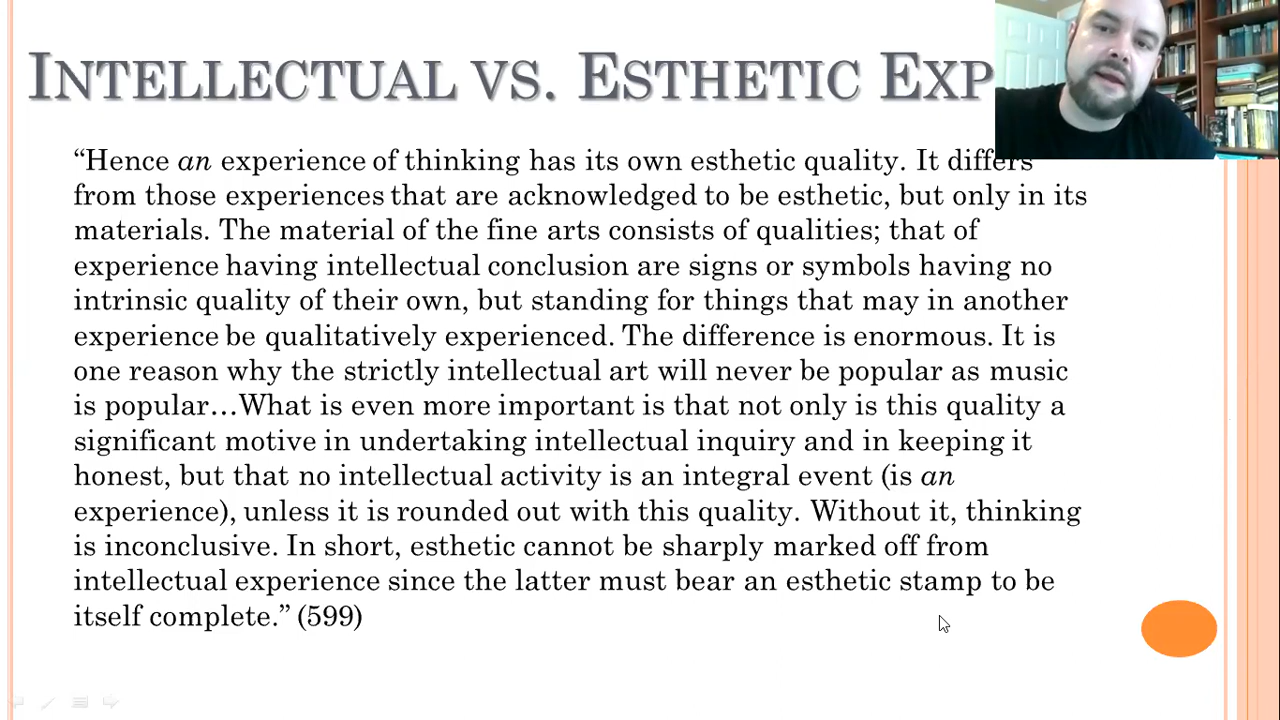 INTELLECTUAL VS. ESTHETIC EXP
“Hence an experience of thinking has its own esthetic quality. It differs
from those experiences that are acknowledged to be esthetic, but only in its
materials. The material of the fine arts consists of qualities; that of
experience having intellectual conclusion are signs or symbols having no
intrinsic quality of their own, but standing for things that may in another
experience be qualitatively experienced. The difference is enormous. It is
one reason why the strictly intellectual art will never be popular as music
is popular…What is even more important is that not only is this quality a
significant motive in undertaking intellectual inquiry and in keeping it
honest, but that no intellectual activity is an integral event (is an
experience), unless it is rounded out with this quality. Without it, thinking
is inconclusive. In short, esthetic cannot be sharply marked off from
intellectual experience since the latter must bear an esthetic stamp to be
itself complete.” (599)